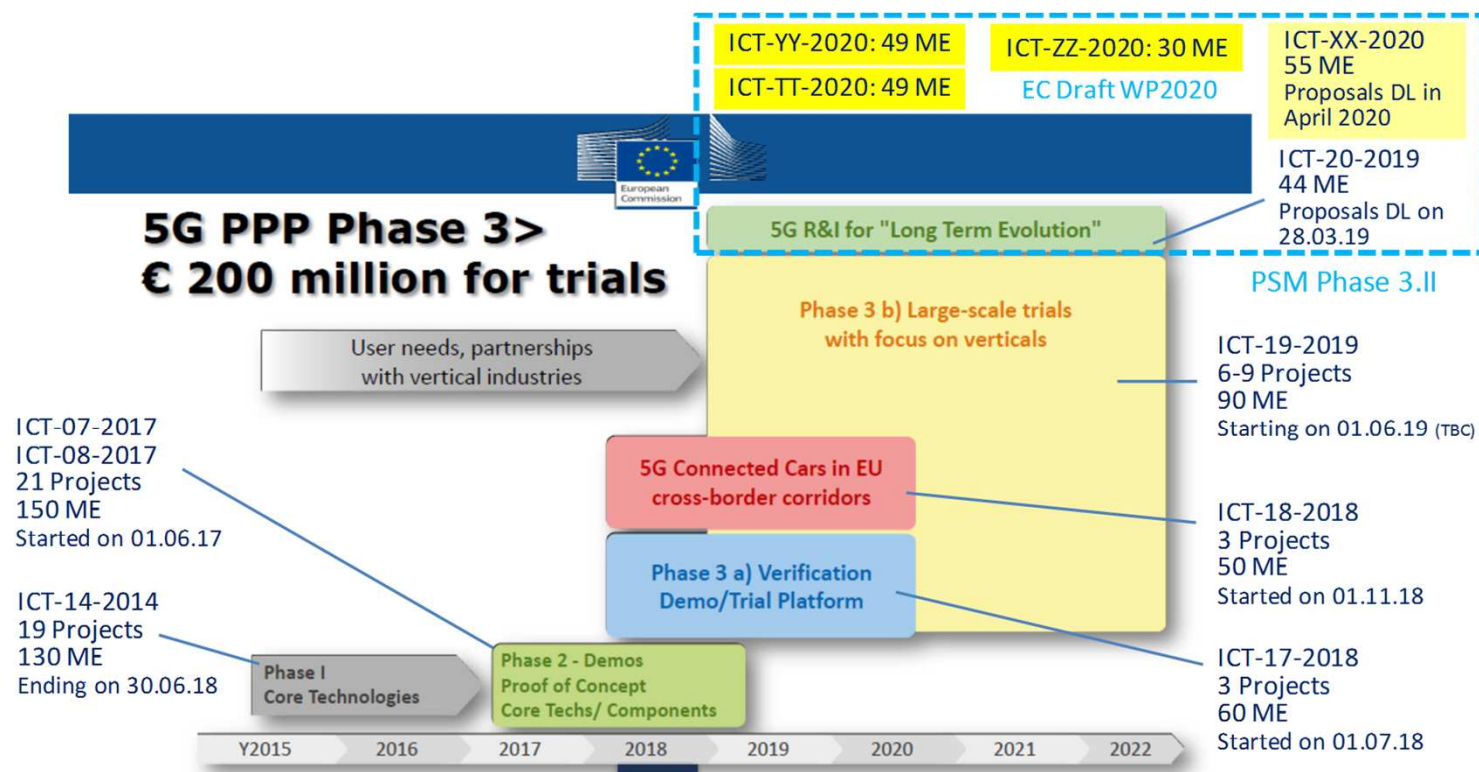 ICT-YY-2020: 49 ME
ICT-TT-2020: 49 ME
ICT-ZZ-2020: 30 ME
EC Draft WP2020
ICT-XX-2020
55 ME
Proposals DL in
April 2020
European
Commission
ICT-20-2019
44 ME
Proposals DL on
28.03.19
5G PPP Phase 3>
€ 200 million for trials
5G R&I for "Long Term Evolution"
PSM Phase 3.II
Phase 3 b) Large-scale trials
with focus on verticals
User needs, partnerships
with vertical industries
ICT-19-2019
6-9 Projects
90 ME
Starting on 01.06.19 (TBC)
ICT-07-2017
ICT-08-2017
21 Projects
150 ME
Started on 01.06.17
5G Connected Cars in EU
cross-border corridors
ICT-18-2018
3 Projects
50 ME
Started on 01.11.18
Phase 3 a) Verification
Demo/Trial Platform
ICT-14-2014
19 Projects
130 ME
Ending on 30.06.18
Phase I
Core Technologies
Phase 2 - Demos
Proof of Concept
Core Techs/ Components
ICT-17-2018
3 Projects
60 ME
Started on 01.07.18
Y2015 2016 2017 2018 2019 2020 2021 2022